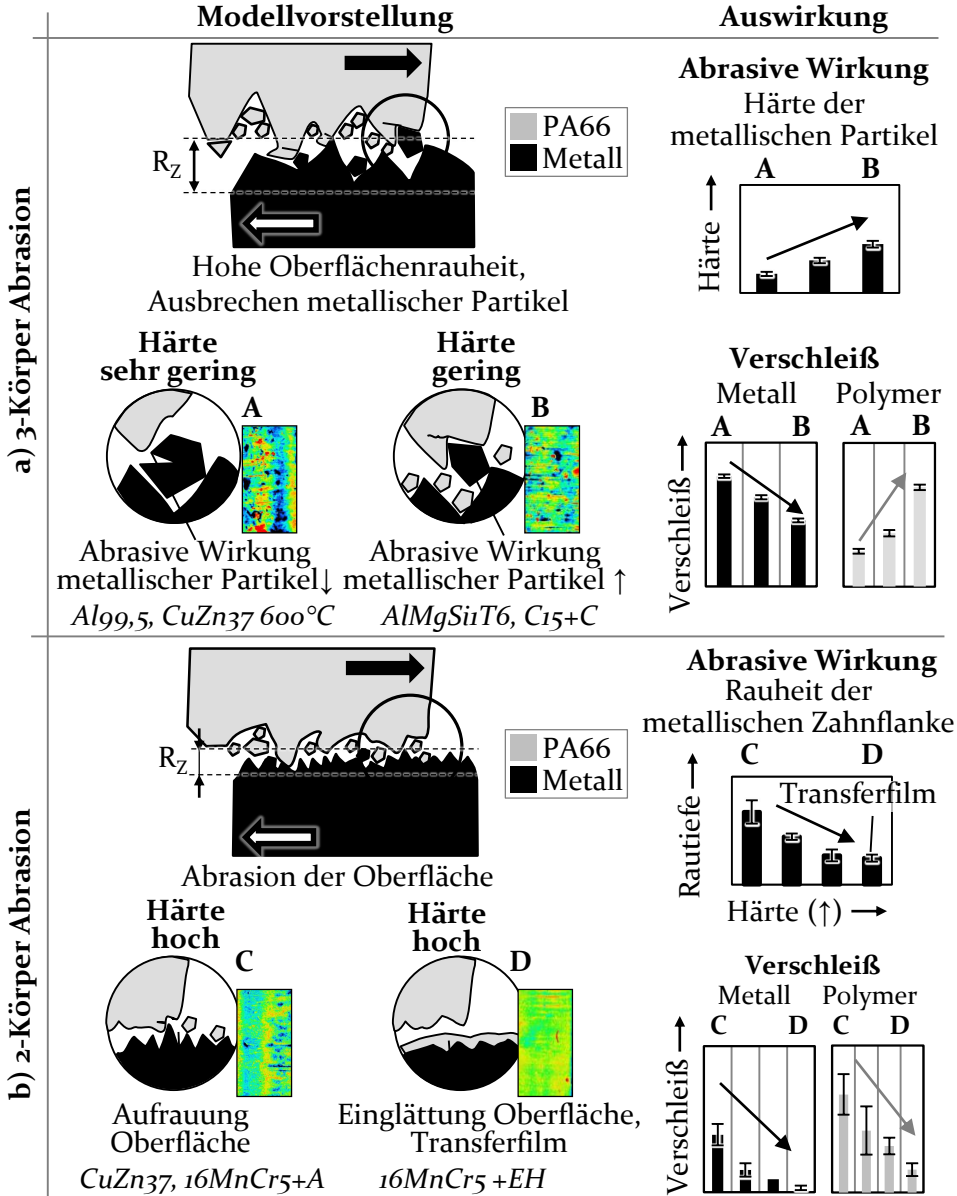 Modellvorstellung
Auswirkung
a) 3-Körper Abrasion
R_Z
PA66
Metall
Hohe Oberflächenrauheit,
Ausbrechen metallischer Partikel
Abrasive Wirkung
Härte der
metallischen Partikel
A B
Härte
Härte
sehr gering
A
Abrasive Wirkung
metallischer Partikel↓
Al99,5, CuZn37 600°C
Härte
gering
B
Abrasive Wirkung
metallischer Partikel ↑
AlMgSi1T6, C15+C
Verschleiß
Metall Polymer
A B A B
Verschleiß
b) 2-Körper Abrasion
R_Z
PA66
Metall
Abrasion der Oberfläche
Abrasive Wirkung
Rauheit der
metallischen Zahnflanke
C D
Transferfilm
Rautiefe
Härte (↑)
Härte
hoch
C
Aufrauung
Oberfläche
CuZn37, 16MnCr5+A
Härte
hoch
D
Einglättung Oberfläche,
Transferfilm
16MnCr5 +EH
Verschleiß
Metall Polymer
C D C D
Verschleiß